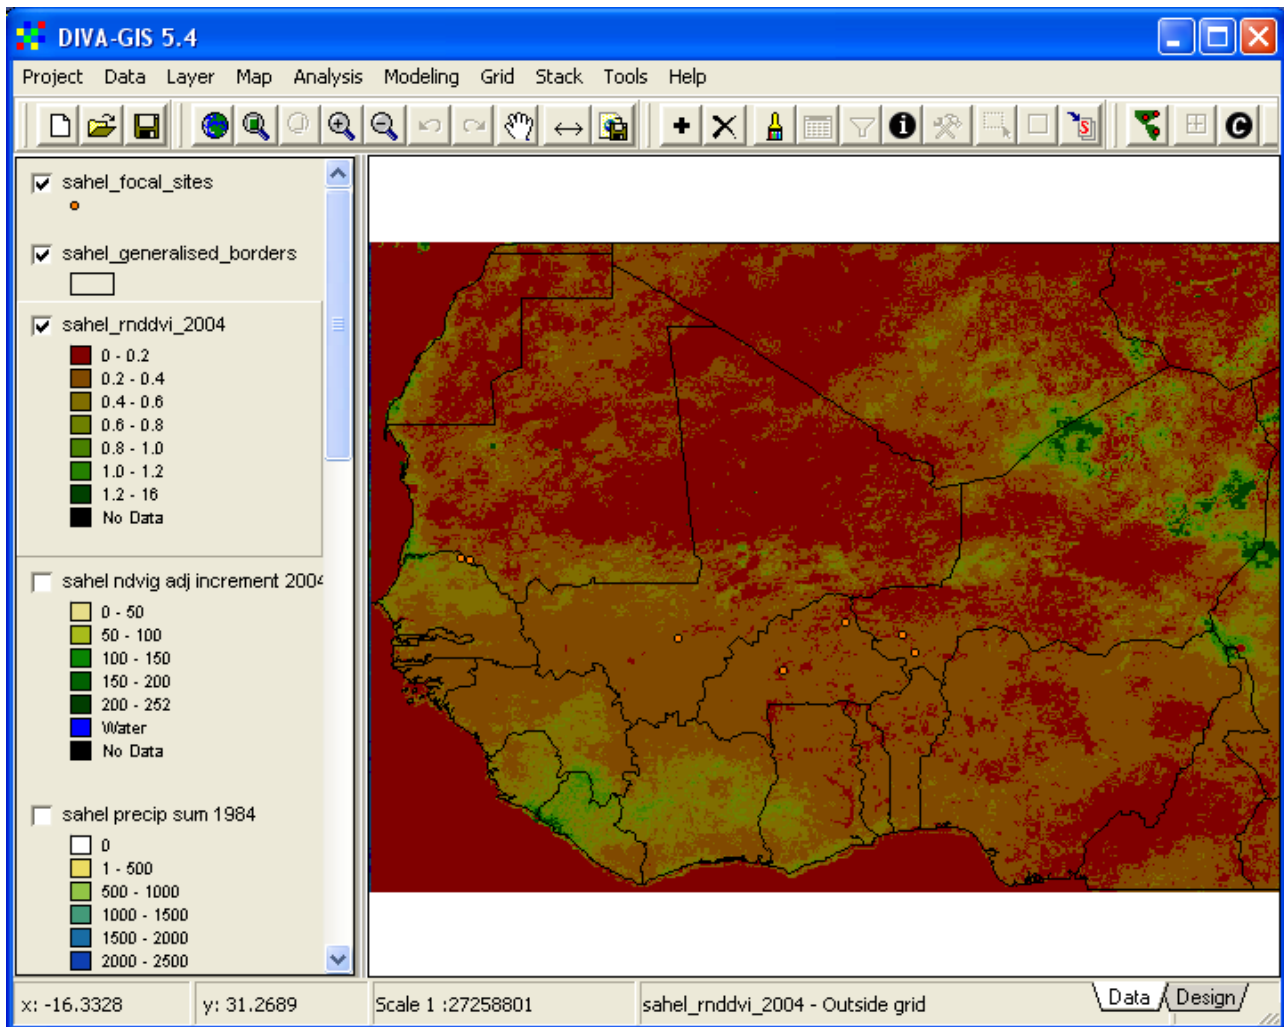 DIVA-GIS 5.4
Project Data Layer Map Analysis Modeling Grid Stack Tools Help
sahel_focal_sites
sahel_generalised_borders
sahel_rnddvi_2004
0 - 0.2
0.2 - 0.4
0.4 - 0.6
0.6 - 0.8
0.8 - 1.0
1.0 - 1.2
1.2 - 16
No Data
sahel ndvig adj increment 2004
0 - 50
50 - 100
100 - 150
150 - 200
200 - 252
Water
No Data
sahel precip sum 1984
0
1 - 500
500 - 1000
1000 - 1500
1500 - 2000
2000 - 2500
x: -16.3328 y: 31.2689 Scale 1 :27258801 sahel_rnddvi_2004 - Outside grid Data Design